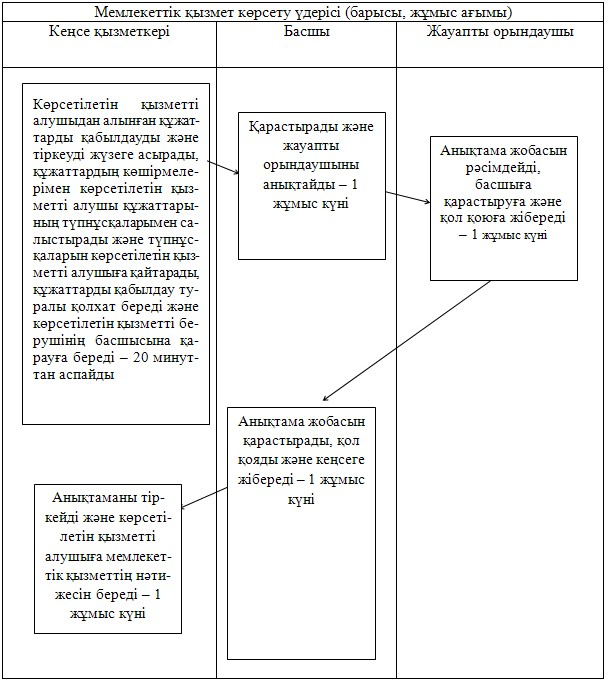 Мемлекеттік қызмет көрсету үдерісі (барысы, жұмыс ағымы)
Кеңсе қызметкері
Басшы
Жауапты орындаушы
Көрсетілетін қызметті
алушыдан алынған құжат-
тарды қабылдауды және
тіркеуді жүзеге асырады,
құжаттардың көшірмеле-
рімен көрсетілетін қыз-
метті алушы құжаттары-
ның түпнұсқаларымен са-
лыстырады және түпнұс-
қаларын көрсетілетін қыз-
метті алушыға қайтарады,
құжаттарды қабылдау ту-
ралы қолхат береді және
көрсетілетін қызметті бе-
рушінің басшысына қа-
рауға береді – 20 минут-
тан аспайды
Қарастырады және
жауапты
орындаушыны
анықтайды – 1
жұмыс күні
Анықтама жобасын
рәсімдейді,
басшыға
қарастыруға және
қол қоюға жібереді
– 1 жұмыс күні
Анықтама жобасын
қарастырады, қол
қояды және кеңсеге
жібереді – 1 жұмыс
күні
Анықтаманы тір-
кейді және көрсеті-
летін қызметті
алушыға мемлекет-
тік қызметтің нәти-
жесін береді – 1
жұмыс күні